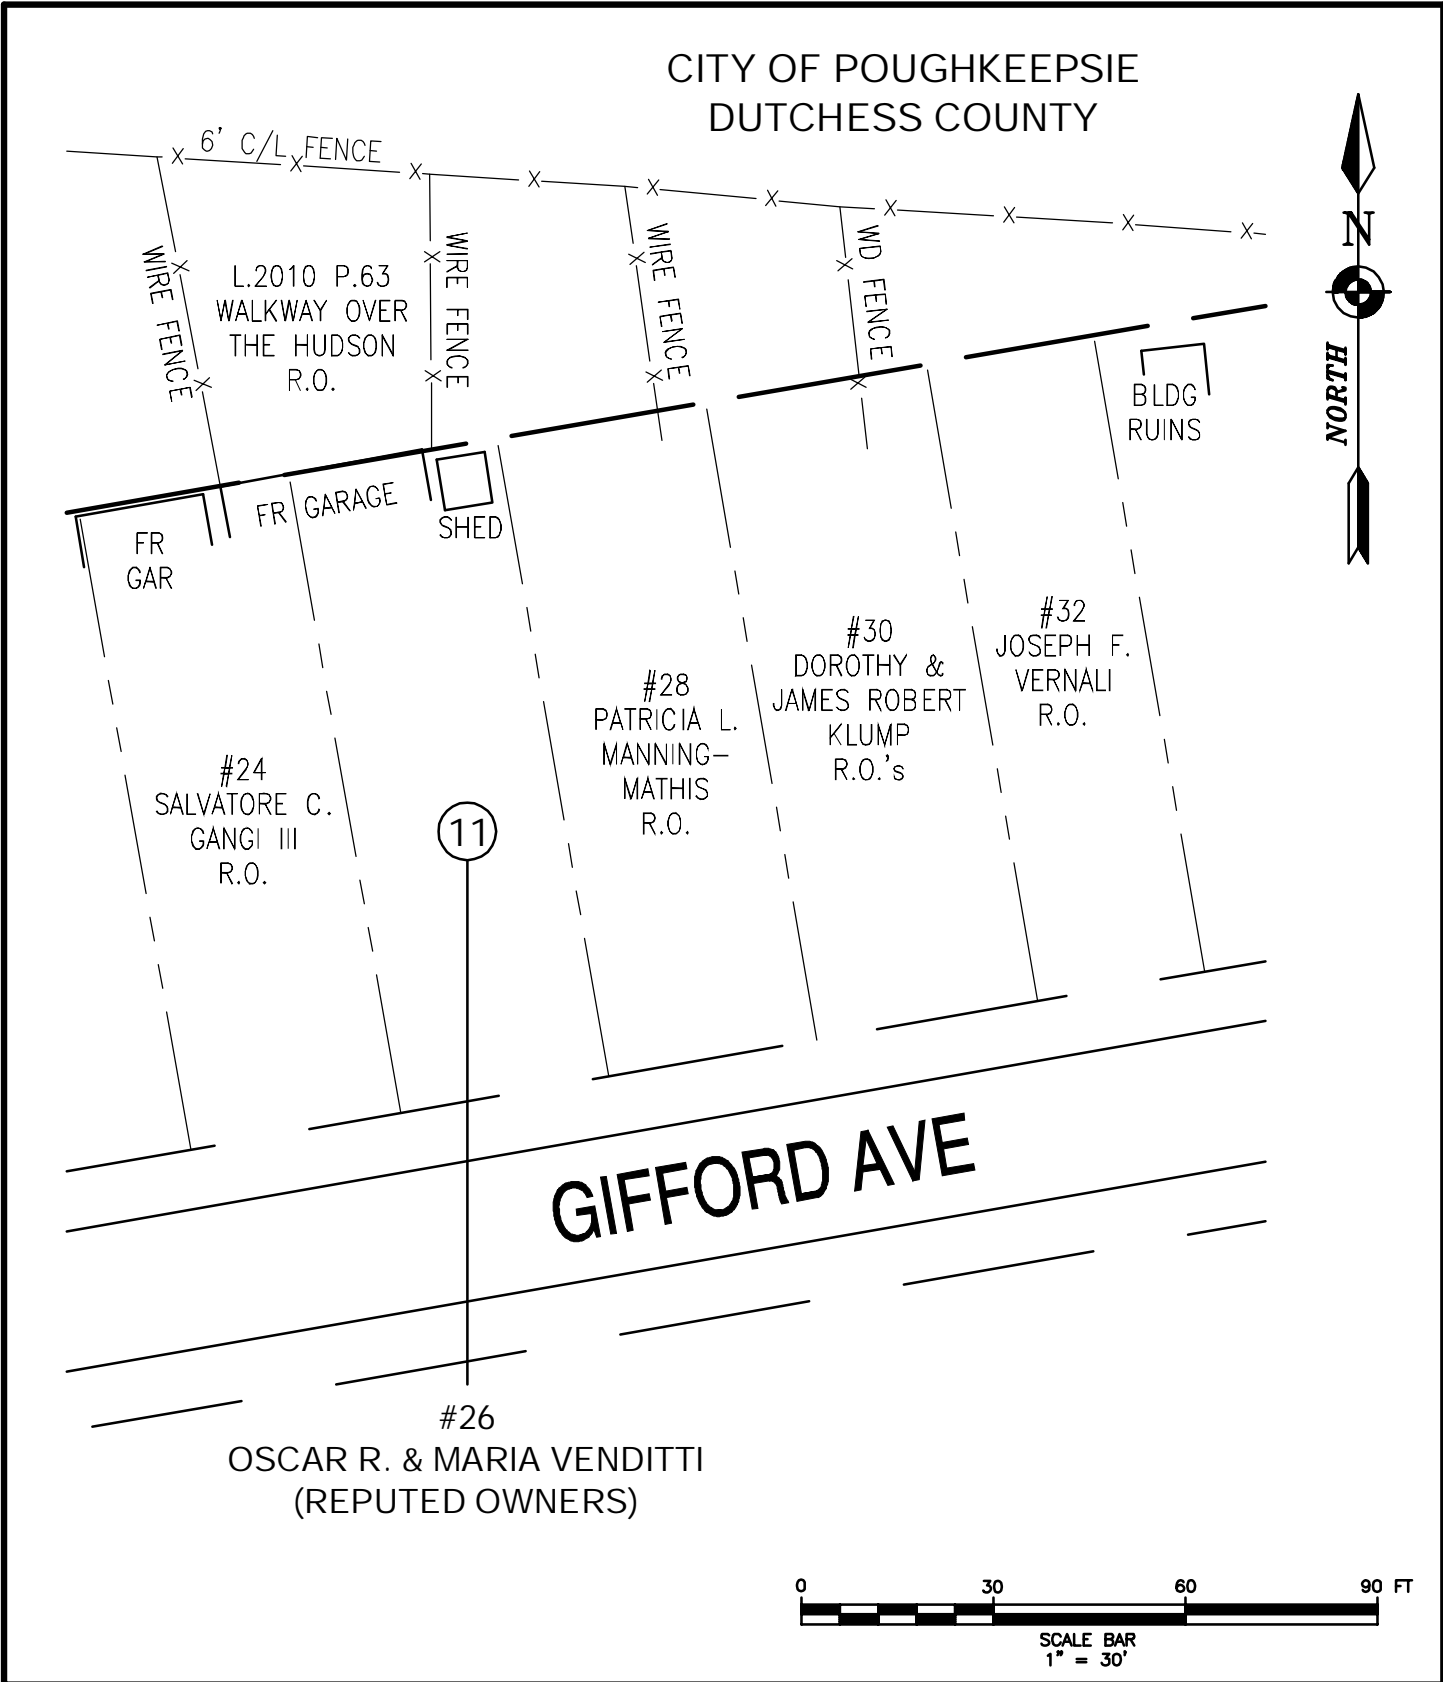 CITY OF POUGHKEEPSIE
DUTCHESS COUNTY
6' C/L FENCE
WIRE FENCE
L.2010 P.63
WALKWAY OVER
THE HUDSON
R.O.
WIRE FENCE
WIRE FENCE
WD FENCE
N
NORTH
BLDG
RUINS
FR
GAR
FR GARAGE
SHED
#24
SALVATORE C.
GANGI III
R.O.
11
#28
PATRICIA L.
MANNING-
MATHIS
R.O.
#30
DOROTHY &
JAMES ROBERT
KLUMP
R.O.'s
#32
JOSEPH F.
VERNALI
R.O.
GIFFORD AVE
#26
OSCAR R. & MARIA VENDITTI
(REPUTED OWNERS)
0 30 60 90 FT
SCALE BAR
1" = 30'